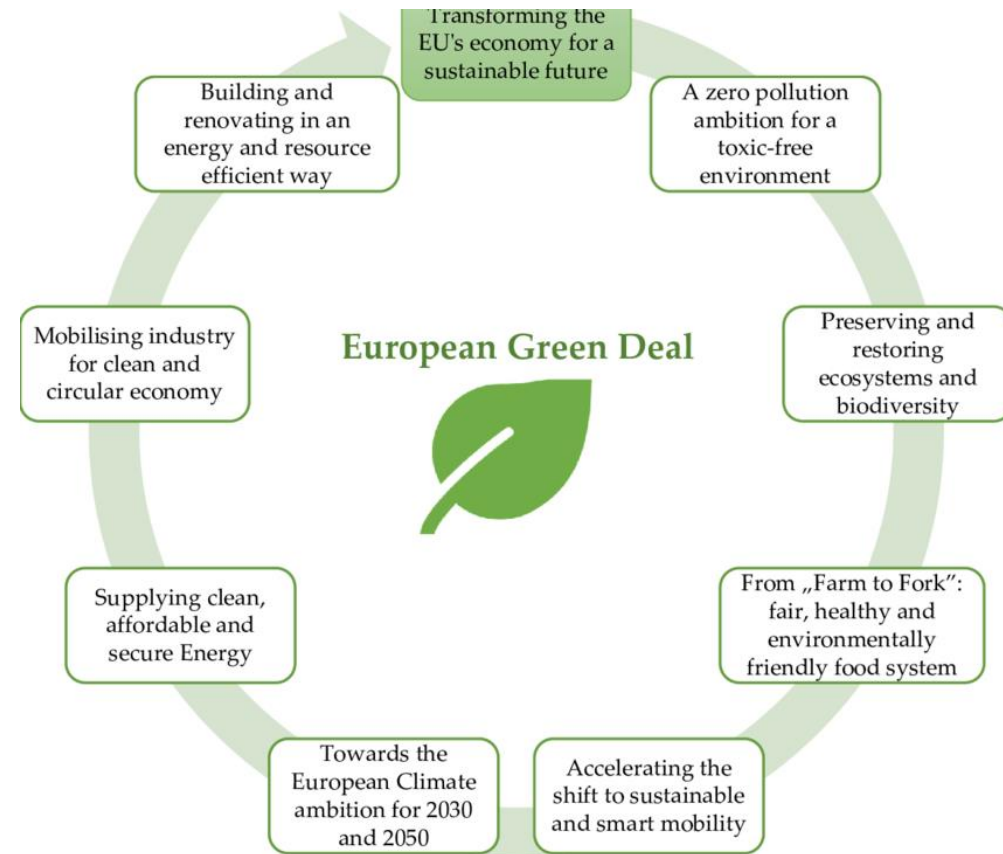 Transforming the
EU's economy for a
sustainable future
A zero pollution
ambition for a
toxic-free
environment
Preserving and
restoring
ecosystems and
biodiversity
From „Farm to Fork”:
fair, healthy and
environmentally
friendly food system
Accelerating the
shift to sustainable
and smart mobility
Towards the
European Climate
ambition for 2030
and 2050
Supplying clean,
affordable and
secure Energy
Mobilising industry
for clean and
circular economy
Building and
renovating in an
energy and resource
efficient way
European Green Deal